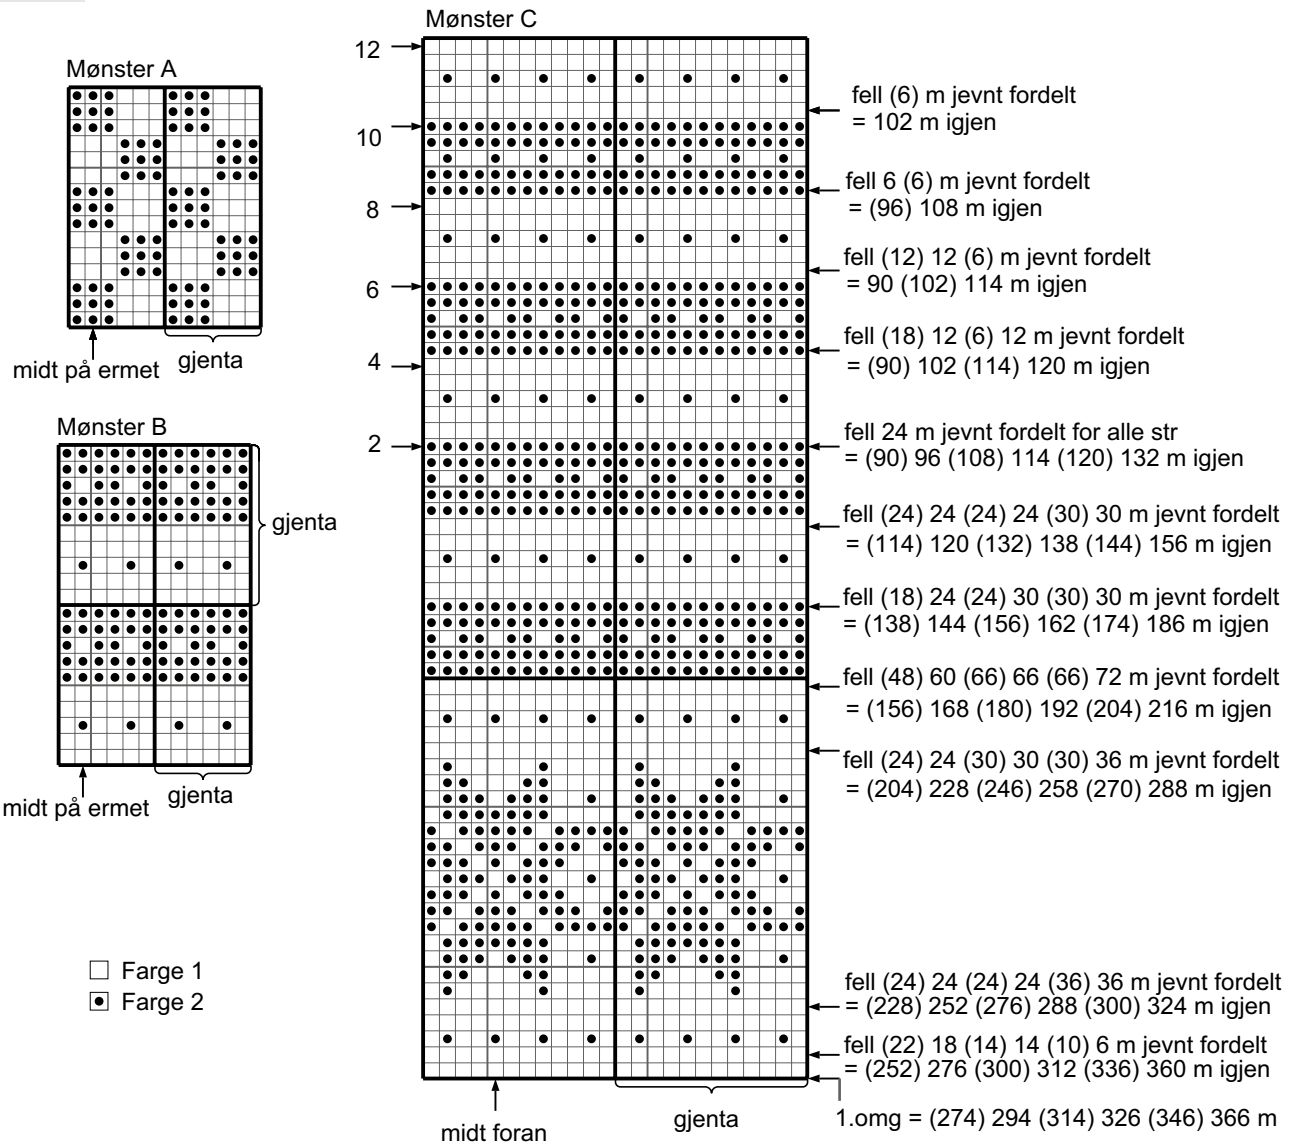 Mønster A
midt på ermet
gjenta
Mønster B
gjenta
midt på ermet
gjenta
Farge 1
Farge 2
Mønster C
12
10
8
6
4
2
fell (6) m jevnt fordelt
= 102 m igjen
fell 6 (6) m jevnt fordelt
= (96) 108 m igjen
fell (12) 12 (6) m jevnt fordelt
= 90 (102) 114 m igjen
fell (18) 12 (6) 12 m jevnt fordelt
= (90) 102 (114) 120 m igjen
fell 24 m jevnt fordelt for alle str
= (90) 96 (108) 114 (120) 132 m igjen
fell (24) 24 (24) 24 (30) 30 m jevnt fordelt
= (114) 120 (132) 138 (144) 156 m igjen
fell (18) 24 (24) 30 (30) 30 m jevnt fordelt
= (138) 144 (156) 162 (174) 186 m igjen
fell (48) 60 (66) 66 (66) 72 m jevnt fordelt
= (156) 168 (180) 192 (204) 216 m igjen
fell (24) 24 (30) 30 (30) 36 m jevnt fordelt
= (204) 228 (246) 258 (270) 288 m igjen
fell (24) 24 (24) 24 (36) 36 m jevnt fordelt
= (228) 252 (276) 288 (300) 324 m igjen
fell (22) 18 (14) 14 (10) 6 m jevnt fordelt
= (252) 276 (300) 312 (336) 360 m igjen
1.omg = (274) 294 (314) 326 (346) 366 m
midt foran
gjenta